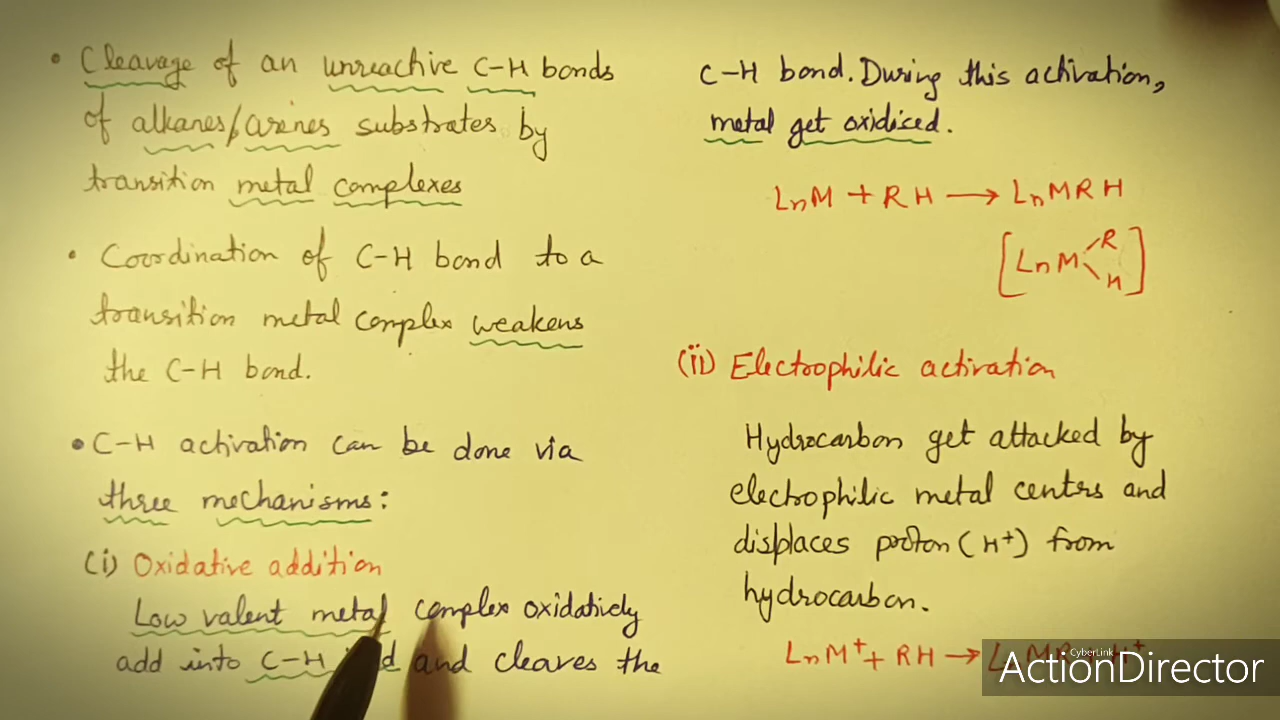 • Cleavage of an unreactive C-H bonds
of alkanes/arenes substrates by
transition metal complexes
• Coordination of C-H bond to a
transition metal complex weakens
the C-H bond.
• C-H activation can be done via
three mechanisms:
(i) Oxidative addition
Low valent metal complex oxidatively
add into C-H and cleaves the
C-H bond. During this activation,
metal get oxidised.
LnM + RH → LnMRH
[LnM R H]
(ii) Electrophilic activation
Hydrocarbon get attacked by
electrophilic metal centers and
displaces proton (H+) from
hydrocarbon.
LnM+ + RH →
CyberLink
ActionDirector